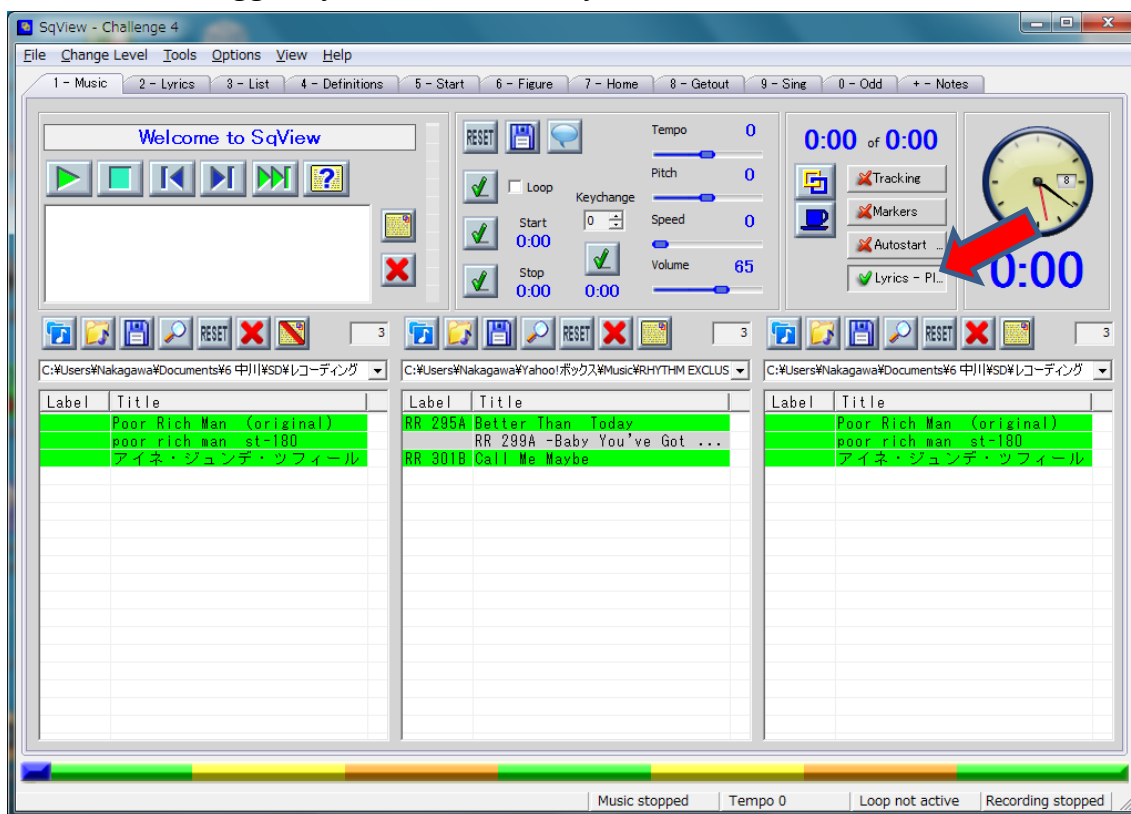 SqView - Challenge 4
File Change Level Tools Options View Help
1 - Music 2 - Lyrics 3 - List 4 - Definitions 5 - Start 6 - Figure 7 - Home 8 - Getout 9 - Sing 0 - Odd + - Notes
Welcome to SqView
RESET
Loop
Start
0:00
Stop
0:00
Keychange
0
0:00
Tempo 0
Pitch 0
Speed 0
Volume 65
0:00 of 0:00
Tracking
Markers
Autostart ...
Lyrics - Pl...
8
0:00
RESET 3
RESET 3
RESET 3
C:¥Users¥Nakagawa¥Documents¥6 中川¥SD¥レコーディング
C:¥Users¥Nakagawa¥Yahoo!ボックス¥Music¥RHYTHM EXCLUS
C:¥Users¥Nakagawa¥Documents¥6 中川¥SD¥レコーディング
Label Title
Poor Rich Man (original)
poor rich man st-180
アイネ・ジュンデ・ツフィール
Label Title
RR 295A Better Than Today
RR 299A -Baby You've Got ...
RR 301B Call Me Maybe
Label Title
Poor Rich Man (original)
poor rich man st-180
アイネ・ジュンデ・ツフィール
Music stopped Tempo 0 Loop not active Recording stopped